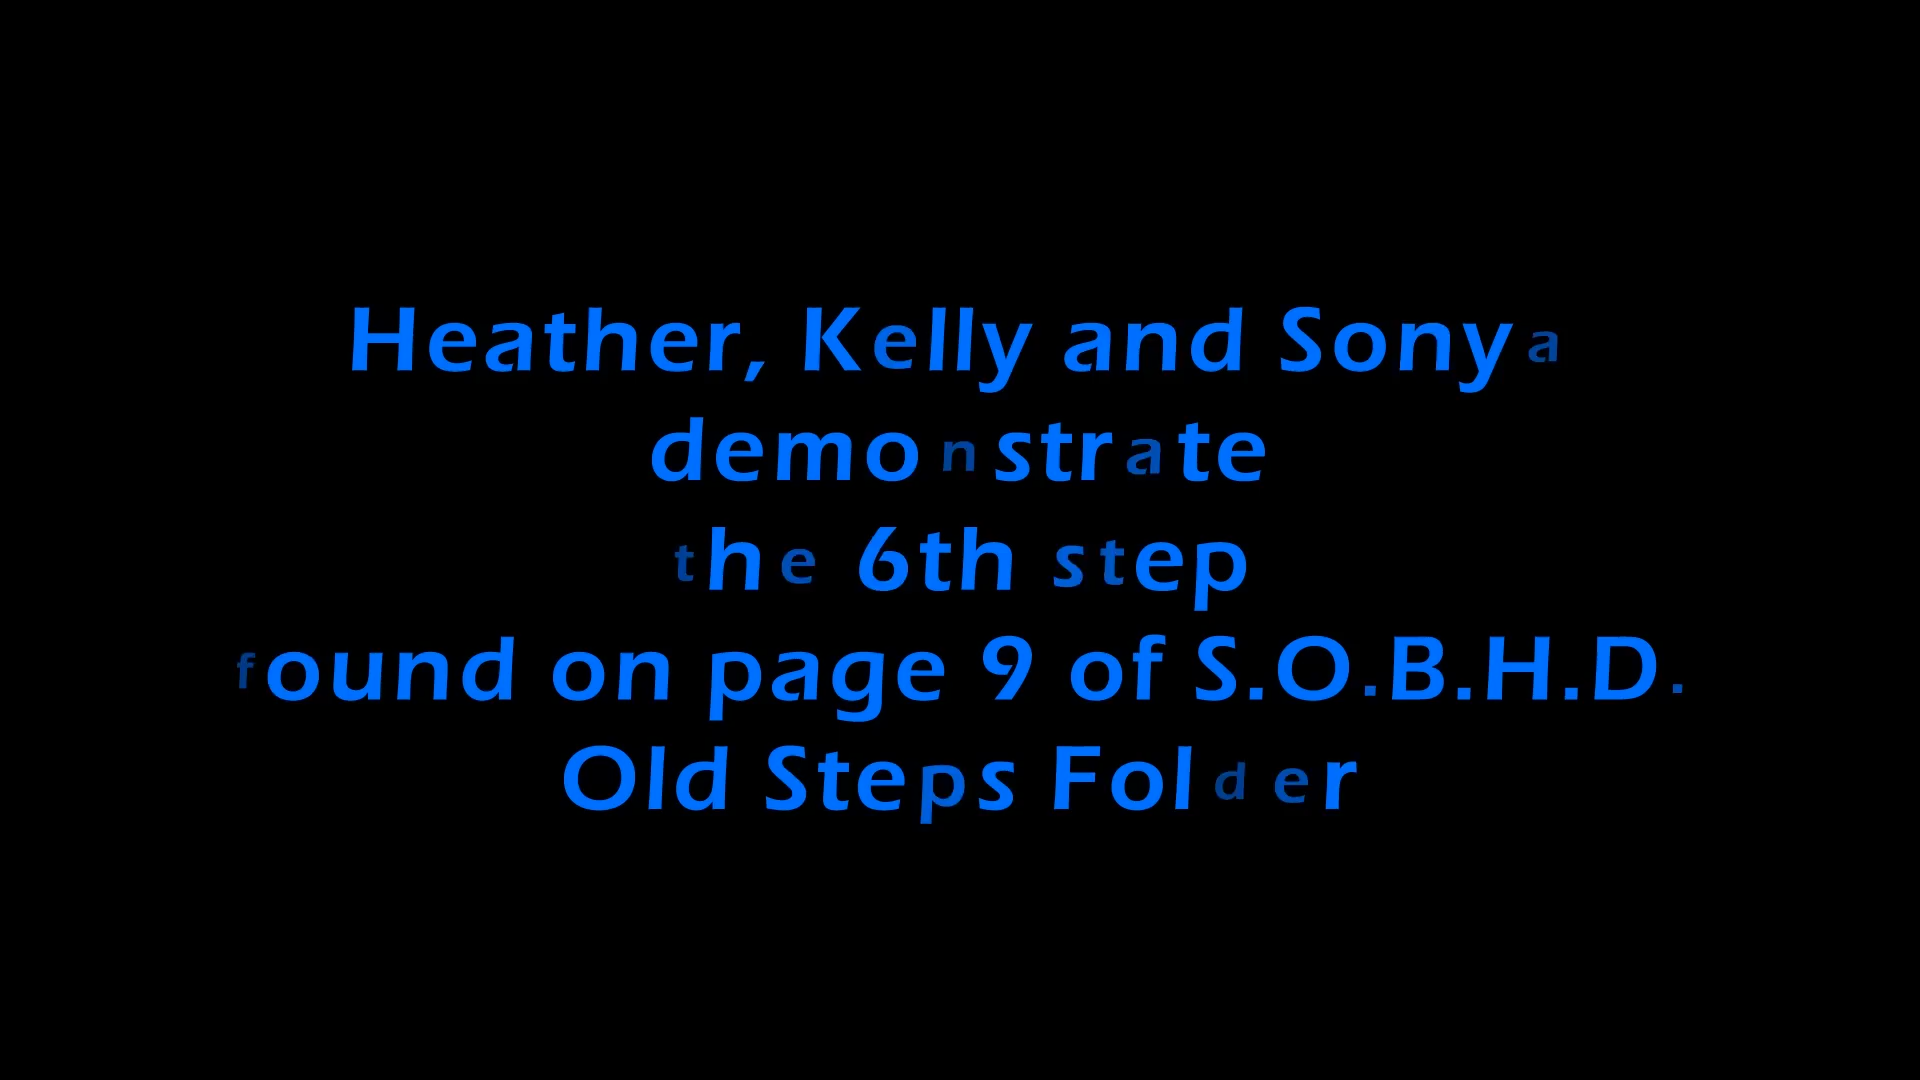 Heather, Kelly and Sonya
demonstrate
the 6th step
found on page 9 of S.O.B.H.D.
Old Steps Folder